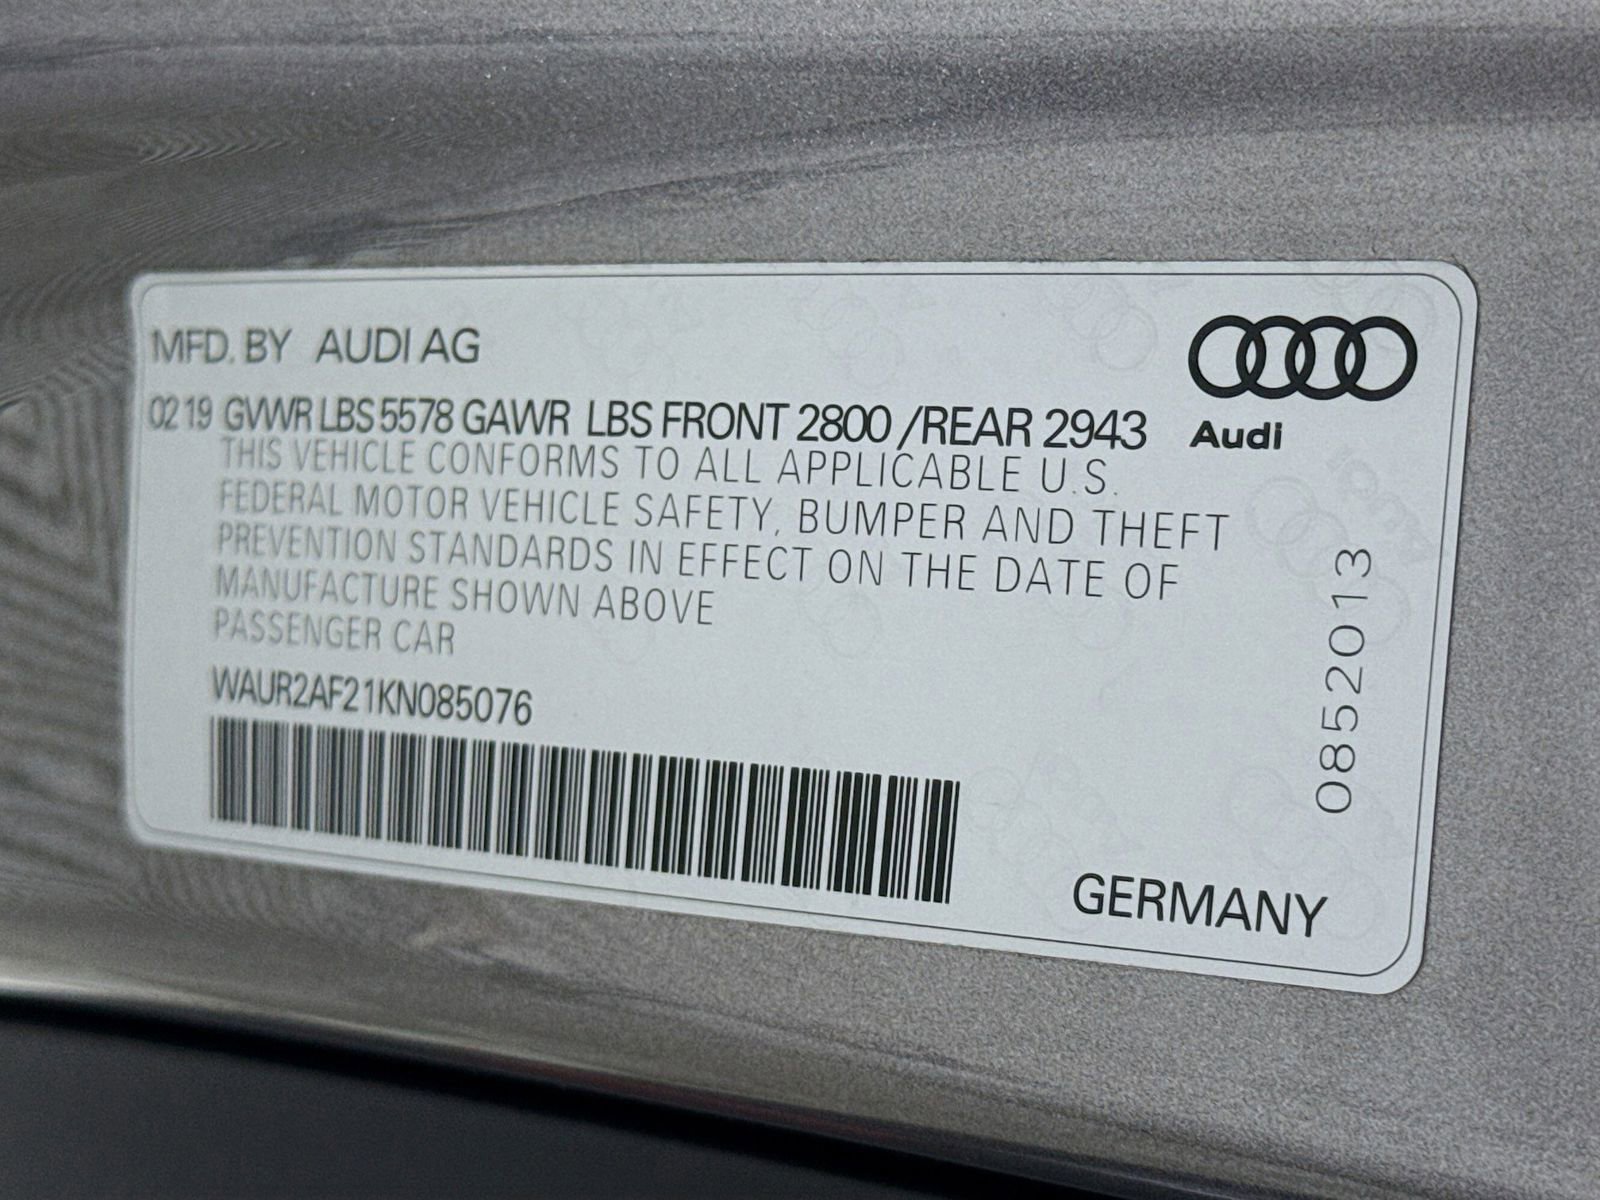 MFD. BY AUDI AG
02 19 GVWR LBS 5578 GAWR LBS FRONT 2800 /REAR 2943
Audi
THIS VEHICLE CONFORMS TO ALL APPLICABLE U.S.
FEDERAL MOTOR VEHICLE SAFETY, BUMPER AND THEFT
PREVENTION STANDARDS IN EFFECT ON THE DATE OF
MANUFACTURE SHOWN ABOVE
PASSENGER CAR
WAUR2AF21KN085076
0852013
GERMANY